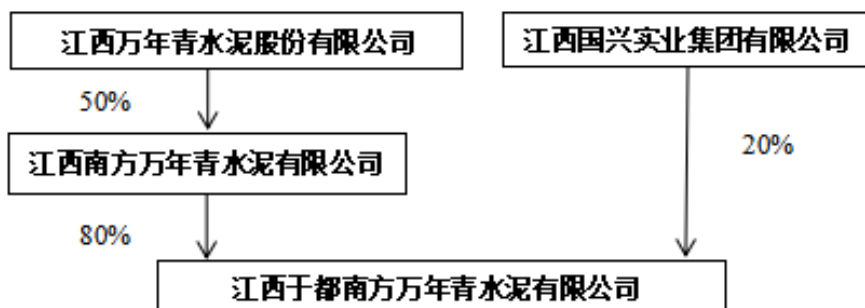 江西万年青水泥股份有限公司
江西国兴实业集团有限公司
50%
20%
江西南方万年青水泥有限公司
80%
江西于都南方万年青水泥有限公司